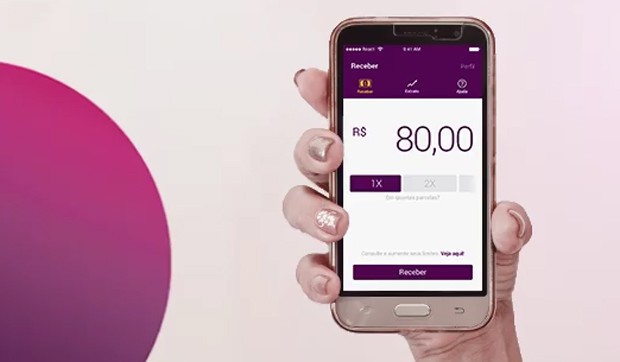 React 9:41 AM
Receber Perfil
Receber Extrato Ajuda
R$ 80,00
1X 2X
Em quantas parcelas?
Consulte e aumente seus limites. Veja aqui!
Receber